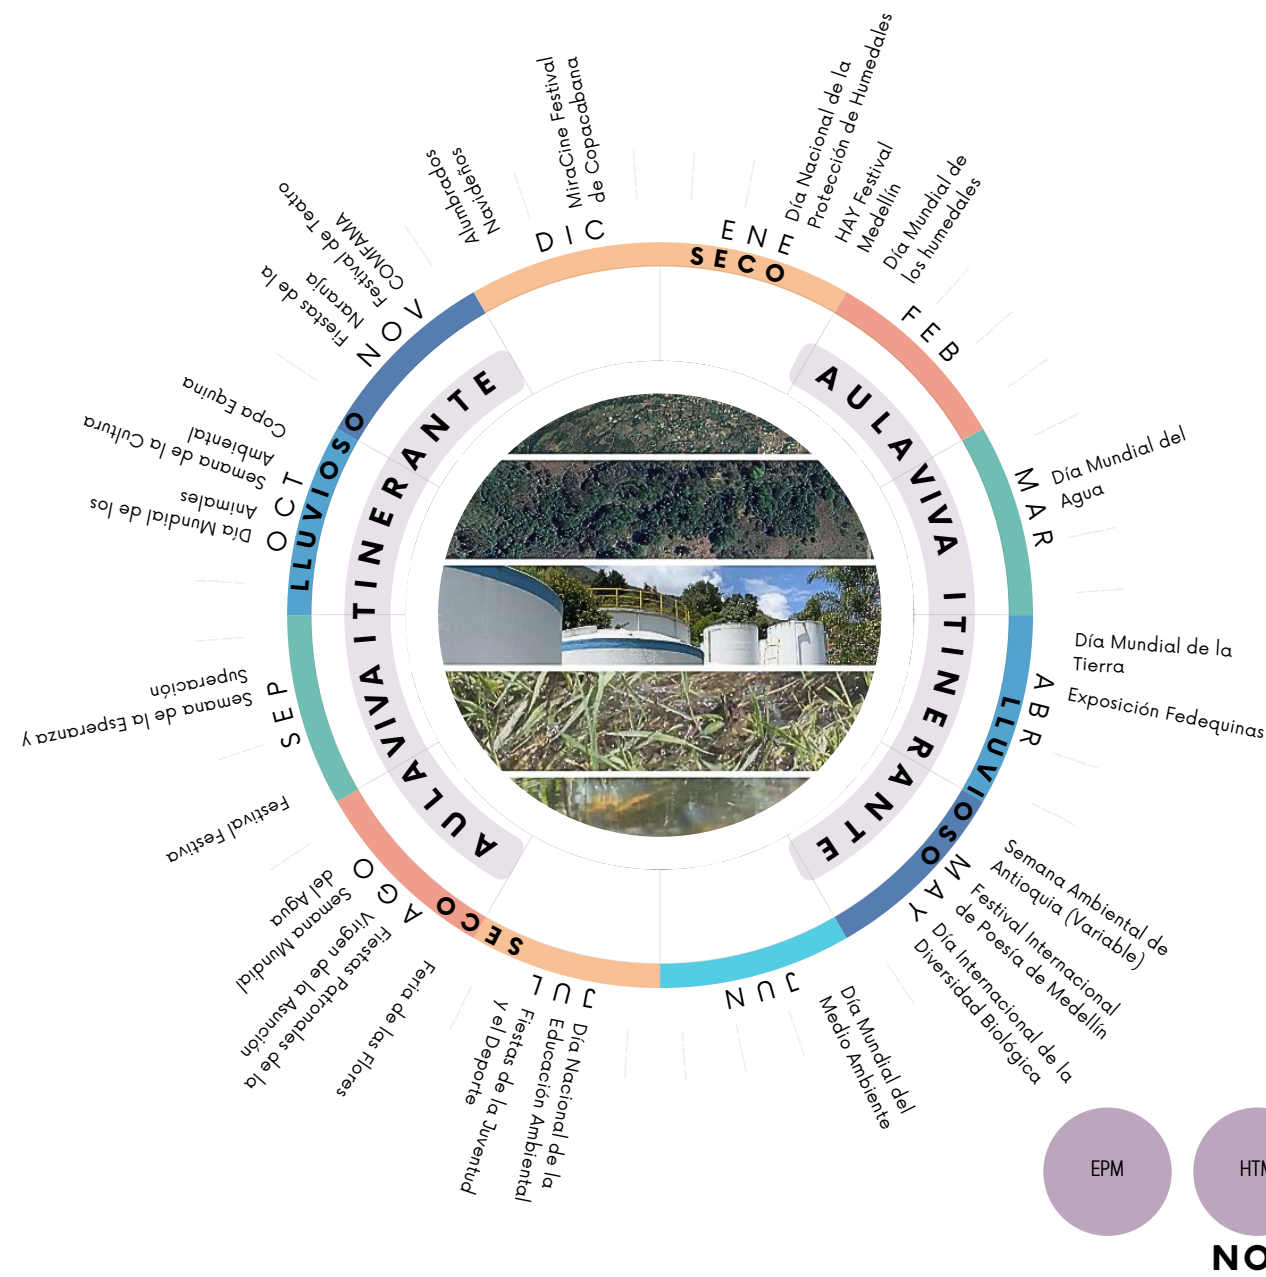 ENE
SECO
Día Nacional de la
Protección de Humedales
HAY Festival
Medellín
Día Mundial de
los humedales
FEB
MAR
Día Mundial del
Agua
ABR
LLUVIOSO
Día Mundial de la
Tierra
Exposición Fedequinas
MAY
Semana Ambiental de
Antioquia (Variable)
Festival Internacional
de Poesía de Medellín
Día Internacional de la
Diversidad Biológica
JUN
Día Mundial del
Medio Ambiente
JUL
SECO
Día Nacional de la
Educación Ambiental
Fiestas de la Juventud
y el Deporte
AGO
Feria de las Flores
Fiestas Patronales de la
Virgen de la Asunción
Semana Mundial
del Agua
Festival Festiva
SEP
Semana de la Esperanza y
Superación
OCT
LLUVIOSO
Día Mundial de los
Animales
Semana de la Cultura
Ambiental
Copa Equina
NOV
Fiestas de la
Naranja
Festival de Teatro
COMFAMA
Alumbrados
Navideños
DIC
MiraCine Festival
de Copacabana
AULA VIVA ITINERANTE
AULA VIVA ITINERANTE
EPM
HTM
NO